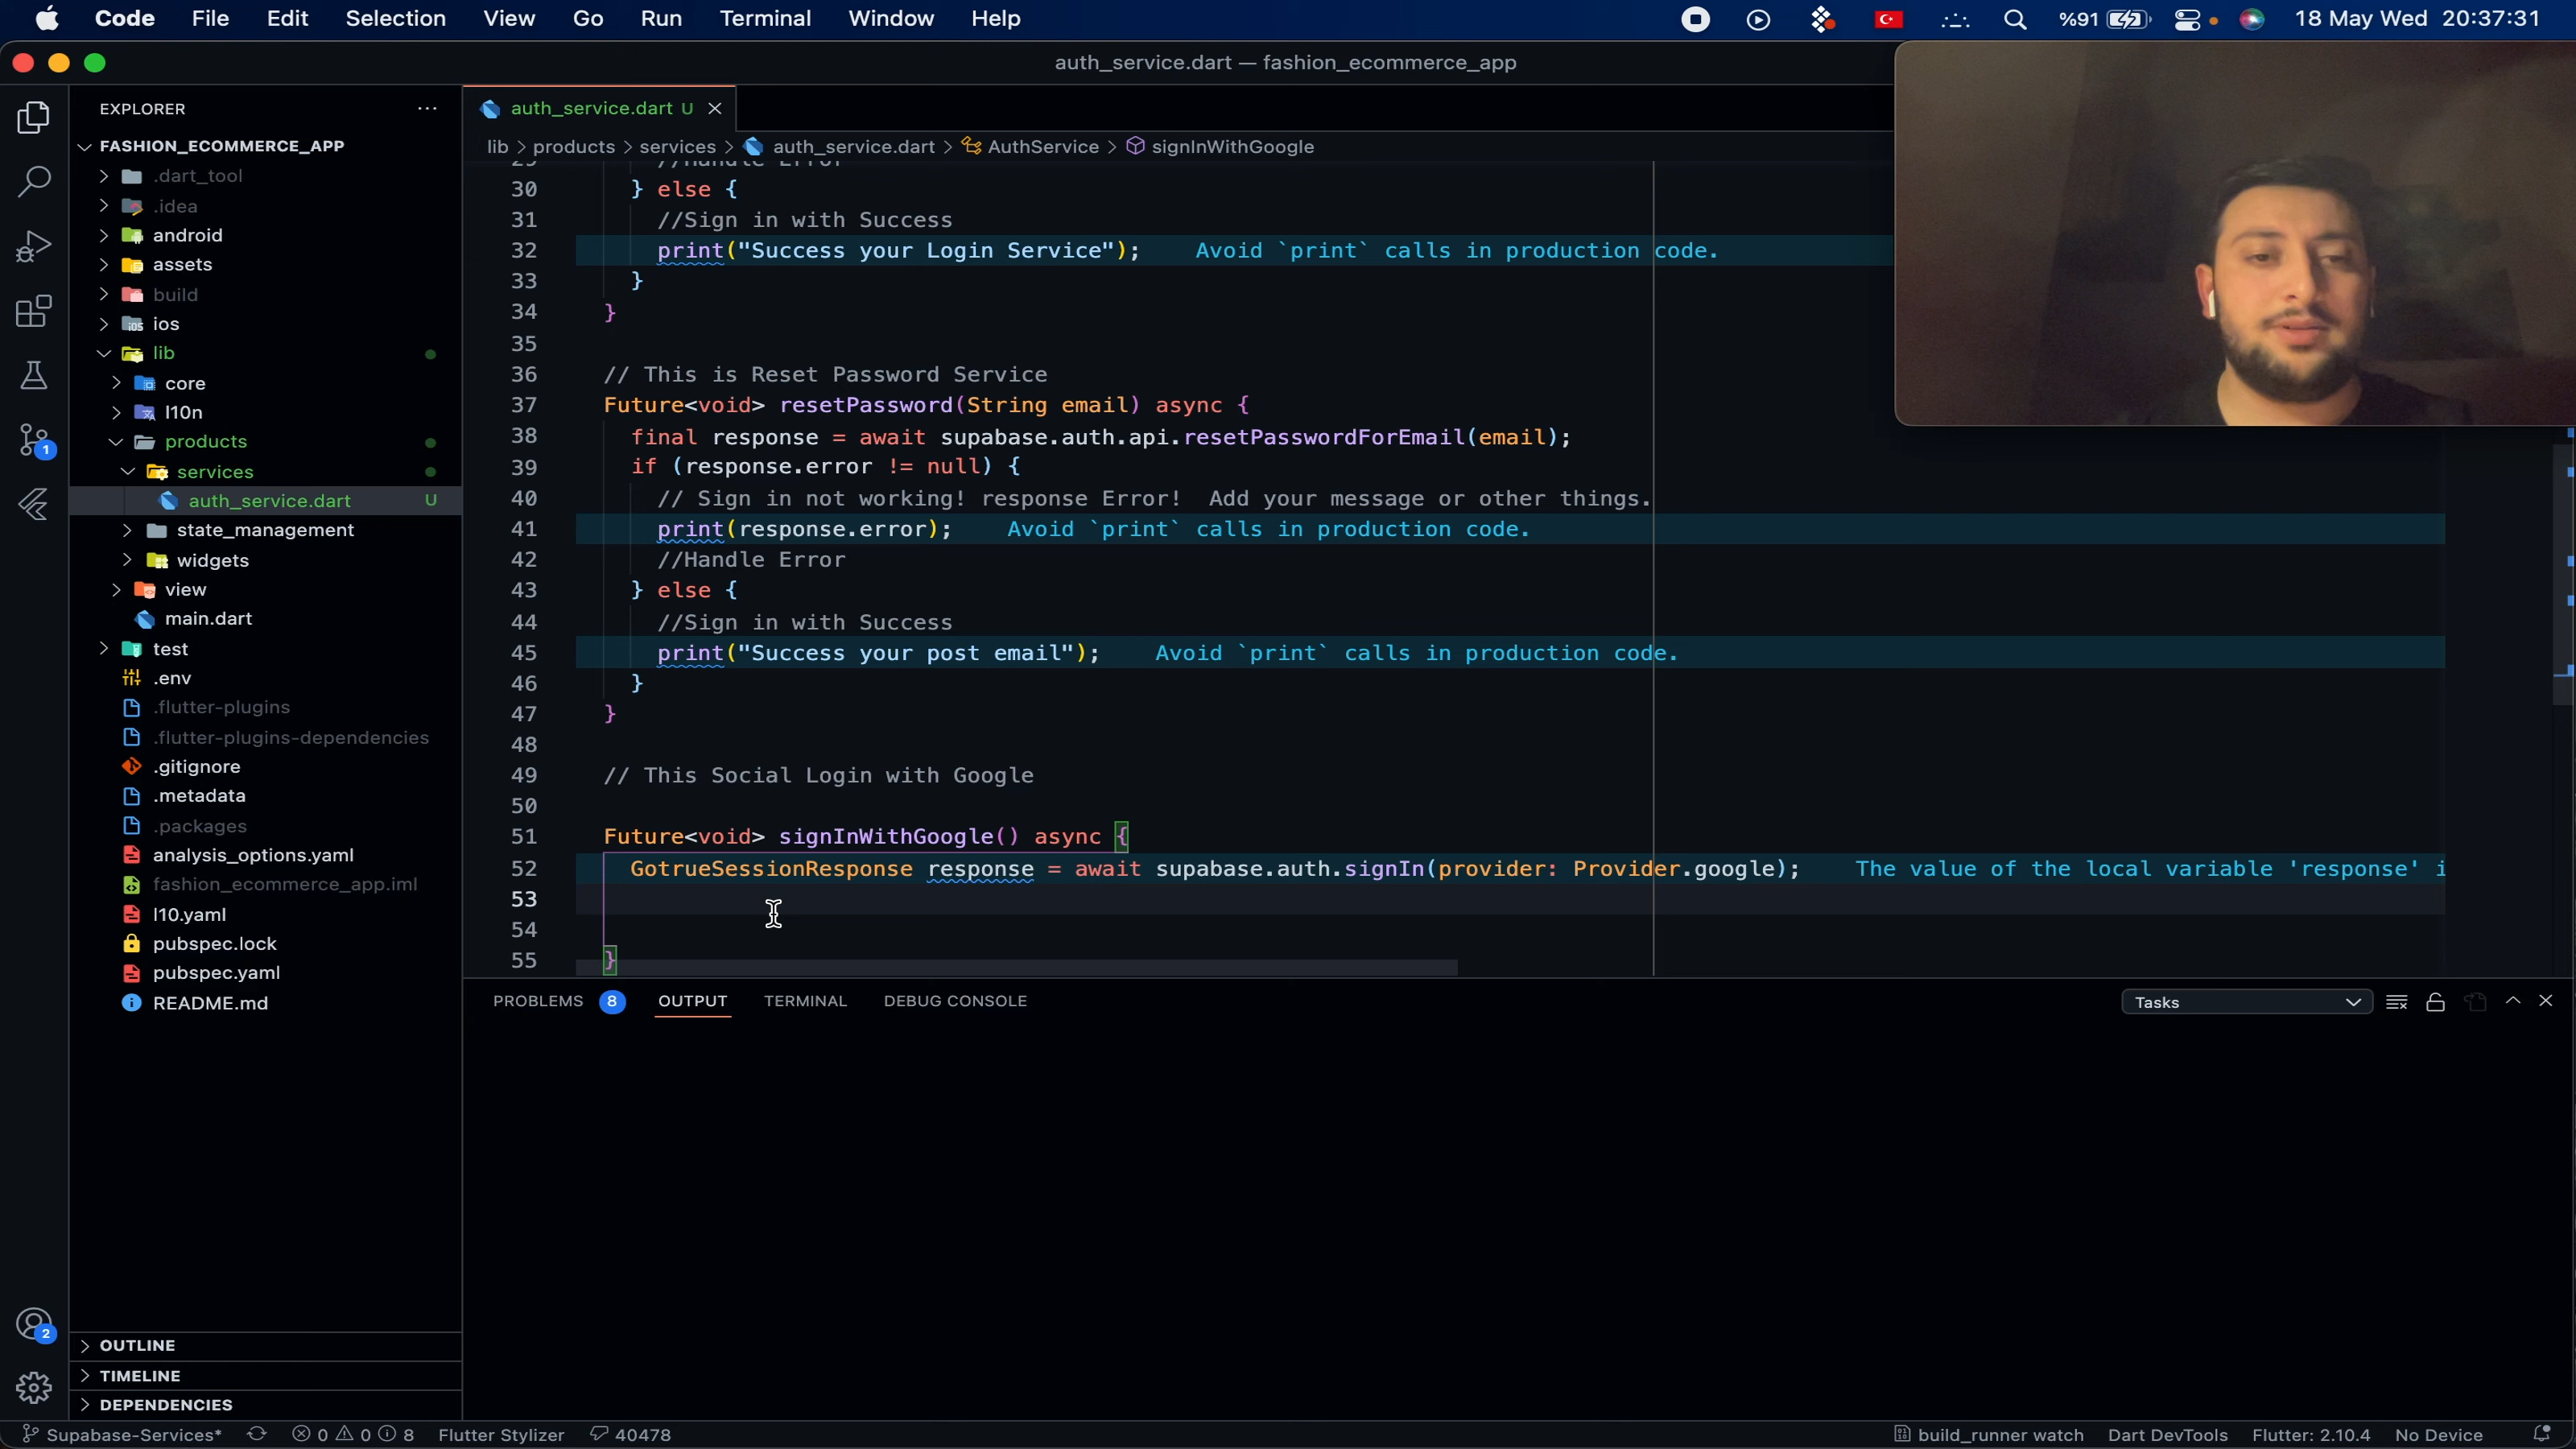 Code File Edit Selection View Go Run Terminal Window Help %91 18 May Wed 20:37:31
auth_service.dart — fashion_ecommerce_app
EXPLORER
auth_service.dart U
FASHION_ECOMMERCE_APP
lib > products > services > auth_service.dart > AuthService > signInWithGoogle
.dart_tool
.idea
android
assets
build
ios
lib
core
l10n
products
services
auth_service.dart U
state_management
widgets
view
main.dart
test
.env
.flutter-plugins
.flutter-plugins-dependencies
.gitignore
.metadata
.packages
analysis_options.yaml
fashion_ecommerce_app.iml
l10.yaml
pubspec.lock
pubspec.yaml
README.md
OUTLINE
TIMELINE
DEPENDENCIES
1
2
29 //Handle Error
30 } else {
31 //Sign in with Success
32 print("Success your Login Service"); Avoid `print` calls in production code.
33 }
34 }
35
36 // This is Reset Password Service
37 Future<void> resetPassword(String email) async {
38 final response = await supabase.auth.api.resetPasswordForEmail(email);
39 if (response.error != null) {
40 // Sign in not working! response Error! Add your message or other things.
41 print(response.error); Avoid `print` calls in production code.
42 //Handle Error
43 } else {
44 //Sign in with Success
45 print("Success your post email"); Avoid `print` calls in production code.
46 }
47 }
48
49 // This Social Login with Google
50
51 Future<void> signInWithGoogle() async {
52 GotrueSessionResponse response = await supabase.auth.signIn(provider: Provider.google); The value of the local variable 'response' i
53
54
55 }
PROBLEMS 8 OUTPUT TERMINAL DEBUG CONSOLE Tasks
Supabase-Services* 0 0 8 Flutter Stylizer 40478 build_runner watch Dart DevTools Flutter: 2.10.4 No Device